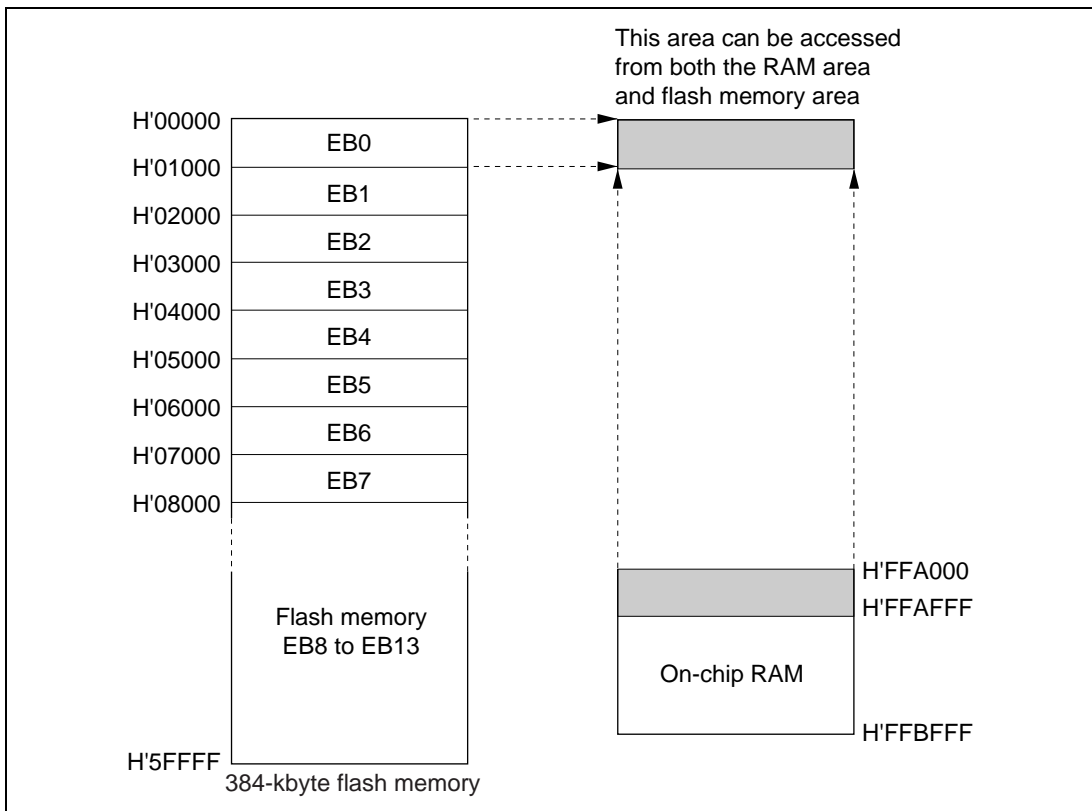 This area can be accessed
from both the RAM area
and flash memory area
H'00000
EB0
H'01000
EB1
H'02000
EB2
H'03000
EB3
H'04000
EB4
H'05000
EB5
H'06000
EB6
H'07000
EB7
H'08000
H'FFA000
H'FFAFFF
Flash memory
EB8 to EB13
On-chip RAM
H'FFBFFF
H'5FFFF
384-kbyte flash memory